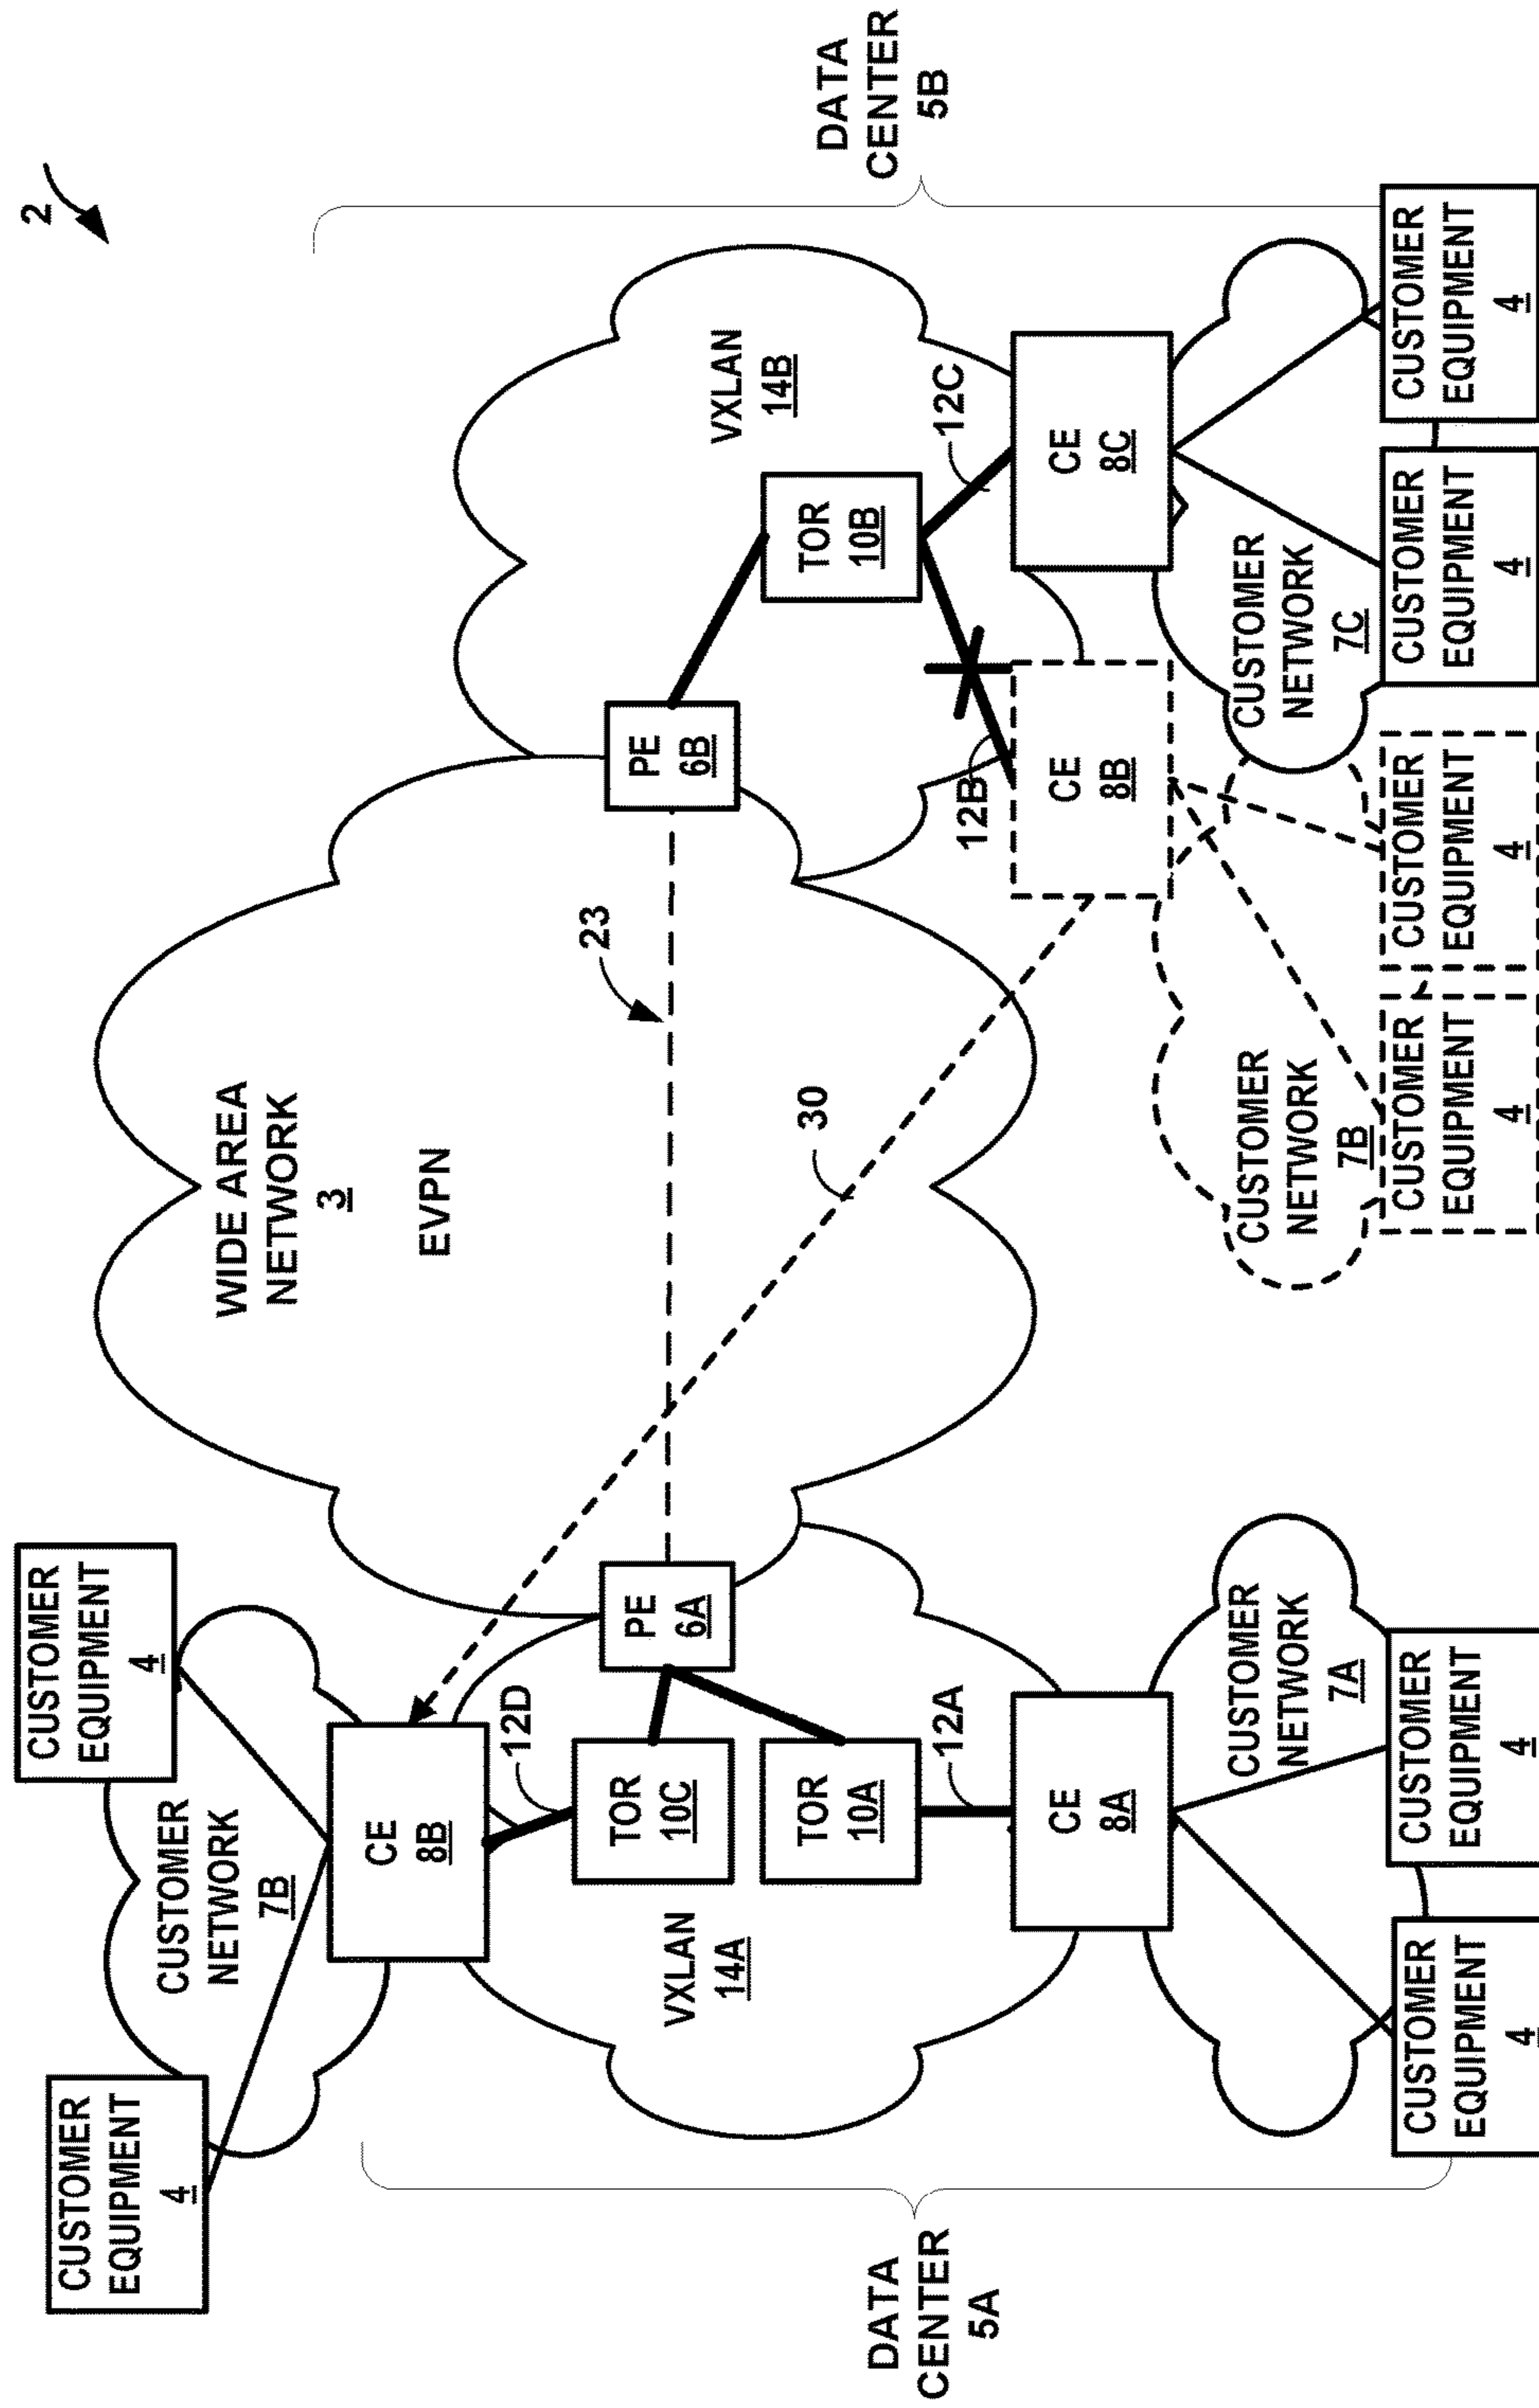 2
CUSTOMER
EQUIPMENT
4
CUSTOMER
EQUIPMENT
4
CUSTOMER
NETWORK
7B
WIDE AREA
NETWORK
3
EVPN
CE
8B
12D
PE
6A
23
PE
6B
VXLAN
14B
TOR
10C
TOR
10A
VXLAN
14A
TOR
10B
30
12A
12B
12C
DATA
CENTER
5A
DATA
CENTER
5B
CE
8A
CE
8B
CE
8C
CUSTOMER
NETWORK
7A
CUSTOMER
NETWORK
7B
CUSTOMER
NETWORK
7C
CUSTOMER
EQUIPMENT
4
CUSTOMER
EQUIPMENT
4
CUSTOMER
EQUIPMENT
4
CUSTOMER
EQUIPMENT
4
CUSTOMER
EQUIPMENT
4
CUSTOMER
EQUIPMENT
4